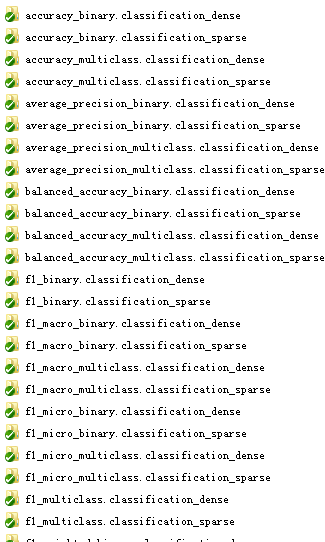 accuracy_binary.classification_dense
accuracy_binary.classification_sparse
accuracy_multiclass.classification_dense
accuracy_multiclass.classification_sparse
average_precision_binary.classification_dense
average_precision_binary.classification_sparse
average_precision_multiclass.classification_dense
average_precision_multiclass.classification_sparse
balanced_accuracy_binary.classification_dense
balanced_accuracy_binary.classification_sparse
balanced_accuracy_multiclass.classification_dense
balanced_accuracy_multiclass.classification_sparse
f1_binary.classification_dense
f1_binary.classification_sparse
f1_macro_binary.classification_dense
f1_macro_binary.classification_sparse
f1_macro_multiclass.classification_dense
f1_macro_multiclass.classification_sparse
f1_micro_binary.classification_dense
f1_micro_binary.classification_sparse
f1_micro_multiclass.classification_dense
f1_micro_multiclass.classification_sparse
f1_multiclass.classification_dense
f1_multiclass.classification_sparse